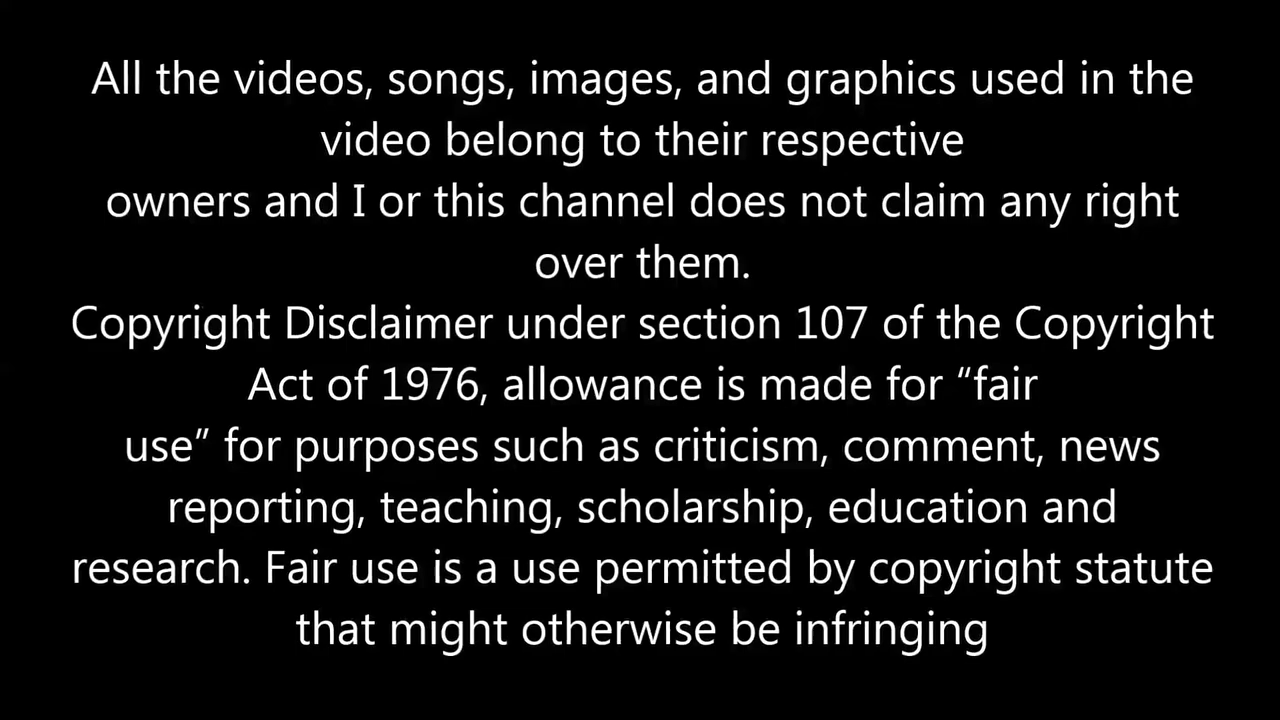 All the videos, songs, images, and graphics used in the
video belong to their respective
owners and I or this channel does not claim any right
over them.
Copyright Disclaimer under section 107 of the Copyright
Act of 1976, allowance is made for “fair
use” for purposes such as criticism, comment, news
reporting, teaching, scholarship, education and
research. Fair use is a use permitted by copyright statute
that might otherwise be infringing